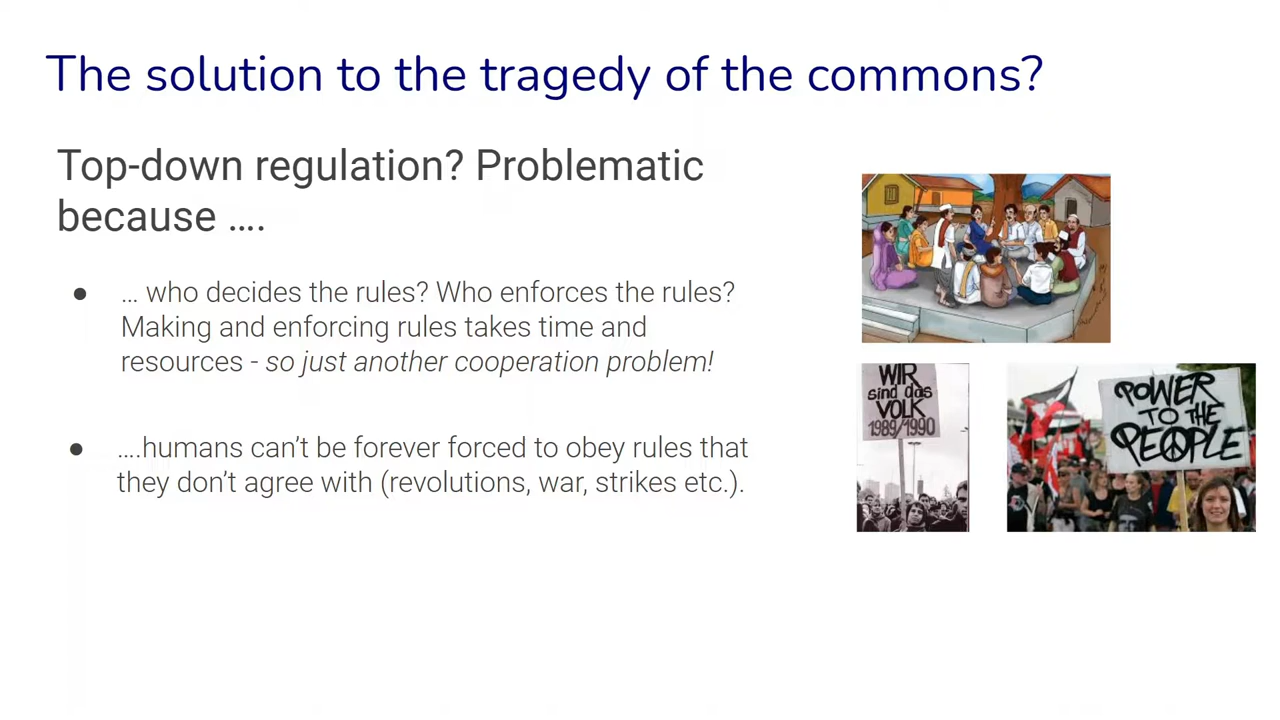 The solution to the tragedy of the commons?
Top-down regulation? Problematic
because ....
● ... who decides the rules? Who enforces the rules?
Making and enforcing rules takes time and
resources - so just another cooperation problem!
● ....humans can't be forever forced to obey rules that
they don't agree with (revolutions, war, strikes etc.).
WIR
sind das
VOLK
1989/1990
POWER
TO THE
PEOPLE